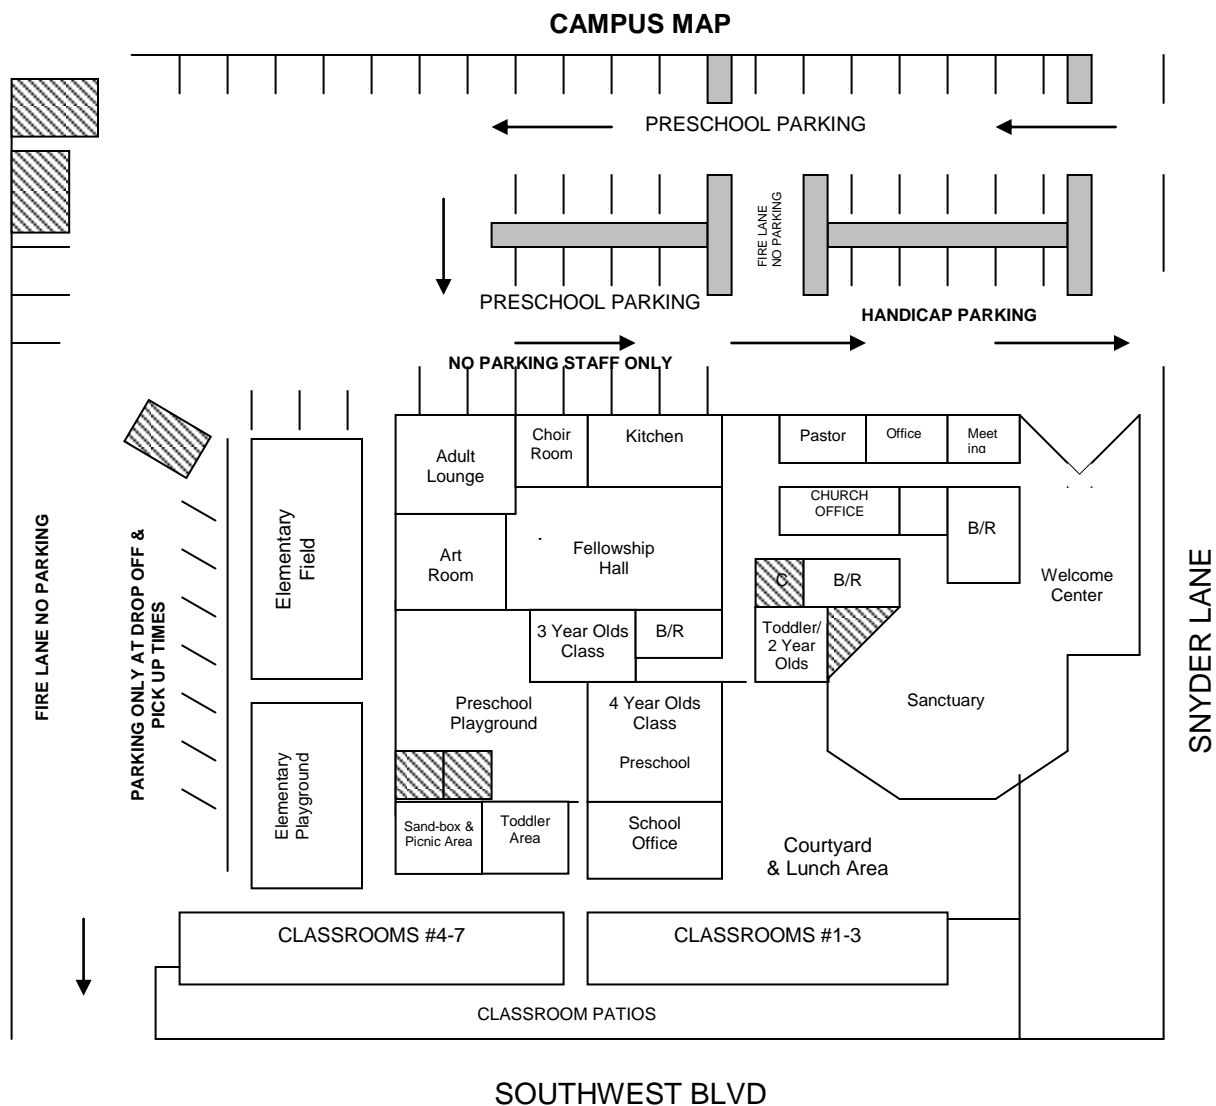 CAMPUS MAP
PRESCHOOL PARKING
FIRE LANE
NO PARKING
PRESCHOOL PARKING
HANDICAP PARKING
NO PARKING STAFF ONLY
Adult
Lounge
Choir
Room
Kitchen
Pastor
Office
Meet
ing
CHURCH
OFFICE
B/R
Elementary
Field
Art
Room
Fellowship
Hall
C
B/R
Welcome
Center
FIRE LANE NO PARKING
PARKING ONLY AT DROP OFF &
PICK UP TIMES
3 Year Olds
Class
B/R
Toddler/
2 Year
Olds
SNYDER LANE
Preschool
Playground
4 Year Olds
Class
Preschool
Sanctuary
Elementary
Playground
Sand-box &
Picnic Area
Toddler
Area
School
Office
Courtyard
& Lunch Area
CLASSROOMS #4-7
CLASSROOMS #1-3
CLASSROOM PATIOS
SOUTHWEST BLVD